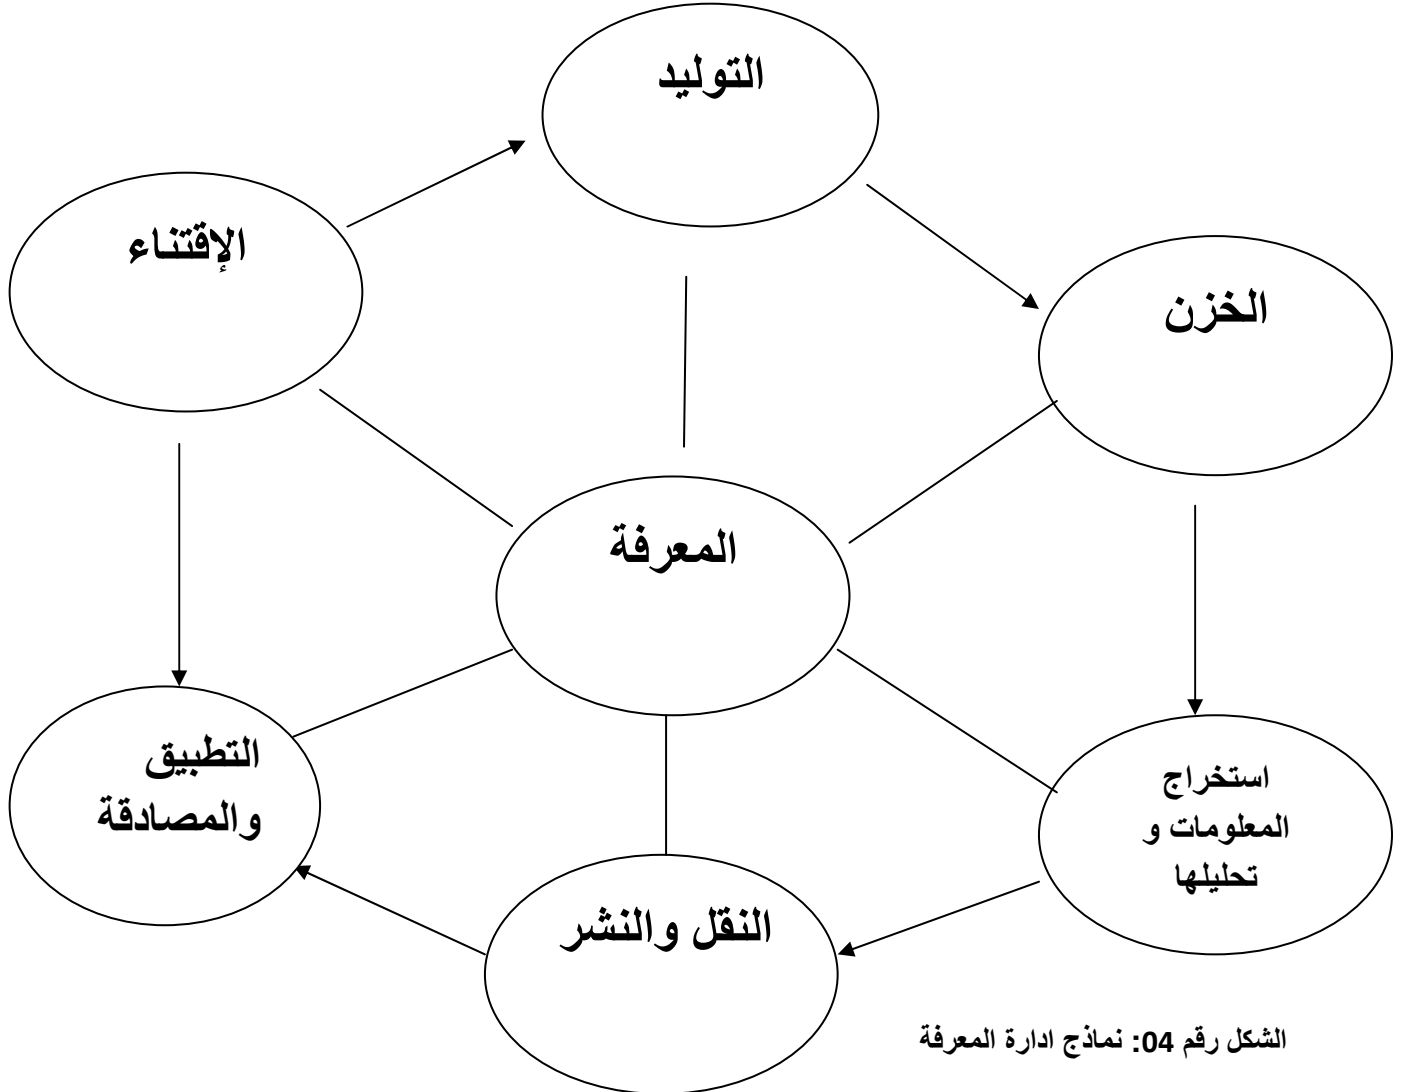 التوليد
الإقتناء
الخزن
المعرفة
التطبيق
والمصادقة
استخراج
المعلومات و
تحليلها
النقل والنشر
الشكل رقم 04: نماذج ادارة المعرفة